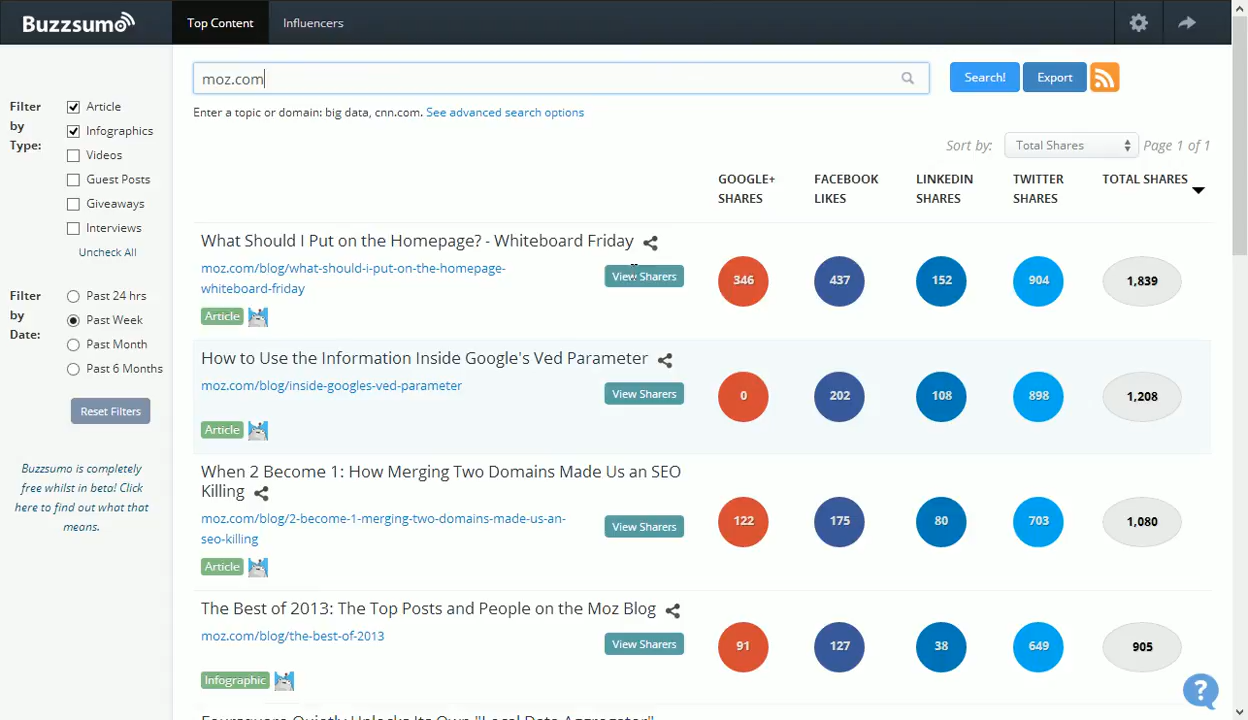 Buzzsumo
Top Content
Influencers
moz.com
Search!
Export
Enter a topic or domain: big data, cnn.com. See advanced search options
Filter
by
Type:
Article
Infographics
Videos
Guest Posts
Giveaways
Interviews
Uncheck All
Filter
by
Date:
Past 24 hrs
Past Week
Past Month
Past 6 Months
Reset Filters
Buzzsumo is completely
free whilst in beta! Click
here to find out what that
means.
Sort by:
Total Shares
Page 1 of 1
GOOGLE+
SHARES
FACEBOOK
LIKES
LINKEDIN
SHARES
TWITTER
SHARES
TOTAL SHARES
What Should I Put on the Homepage? - Whiteboard Friday
moz.com/blog/what-should-i-put-on-the-homepage-
whiteboard-friday
View Sharers
Article
346
437
152
904
1,839
How to Use the Information Inside Google's Ved Parameter
moz.com/blog/inside-googles-ved-parameter
View Sharers
Article
0
202
108
898
1,208
When 2 Become 1: How Merging Two Domains Made Us an SEO
Killing
moz.com/blog/2-become-1-merging-two-domains-made-us-an-
seo-killing
View Sharers
Article
122
175
80
703
1,080
The Best of 2013: The Top Posts and People on the Moz Blog
moz.com/blog/the-best-of-2013
View Sharers
Infographic
91
127
38
649
905
Foursquare Quietly Unlocks Its Own "Local Data Aggregator"
?